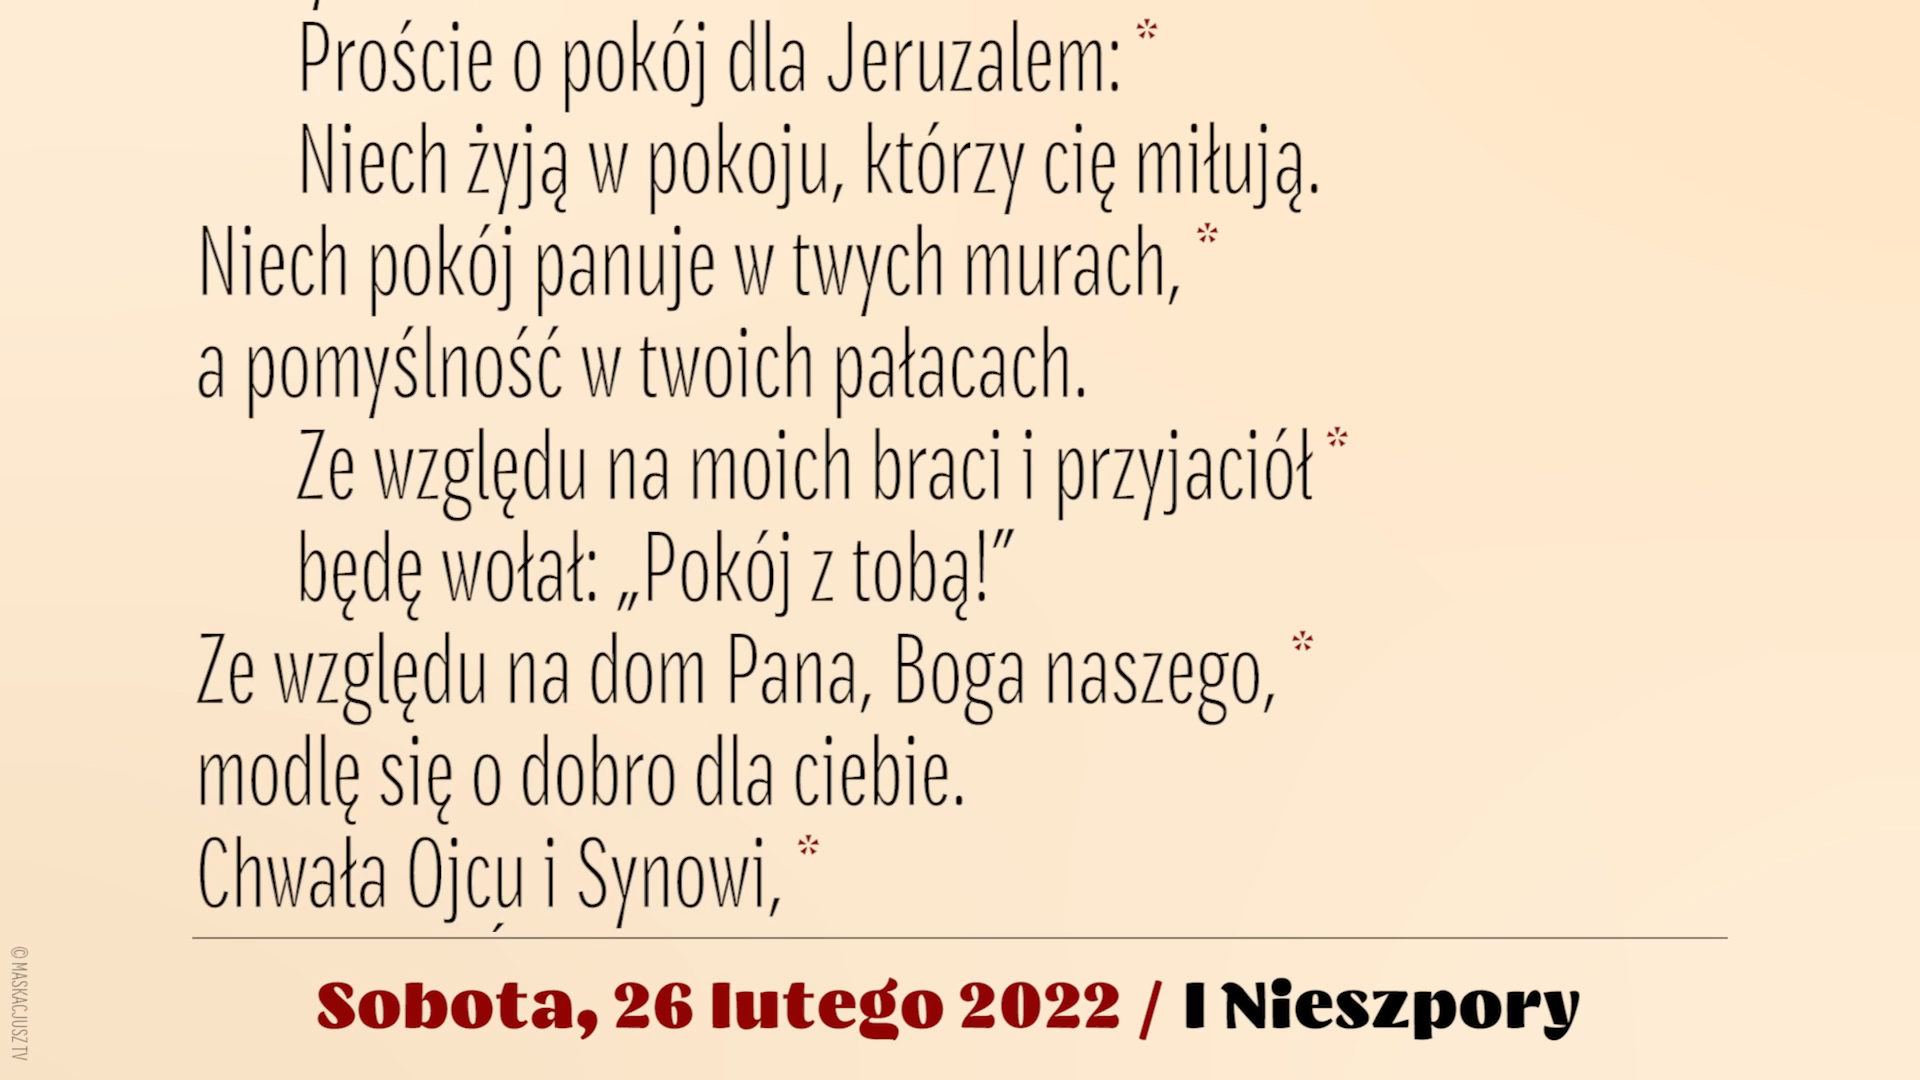 Proście o pokój dla Jeruzalem: *
Niech żyją w pokoju, którzy cię miłują.
Niech pokój panuje w twych murach, *
a pomyślność w twoich pałacach.
Ze względu na moich braci i przyjaciół *
będę wołał: „Pokój z tobą!”
Ze względu na dom Pana, Boga naszego, *
modlę się o dobro dla ciebie.
Chwała Ojcu i Synowi, *
Sobota, 26 lutego 2022 / I Nieszpory
© MASKACJUSZ TV